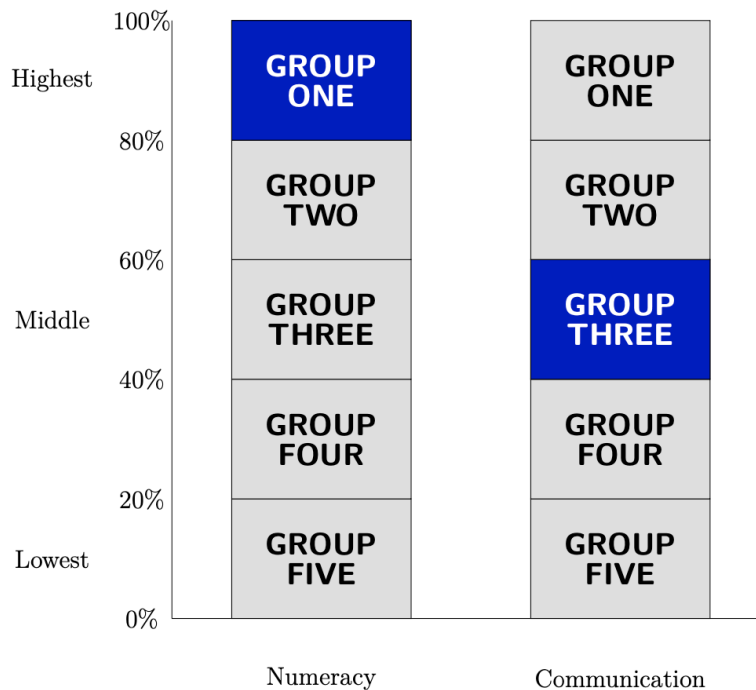 100%
Highest
GROUP
ONE
GROUP
ONE
80%
GROUP
TWO
GROUP
TWO
60%
Middle
GROUP
THREE
GROUP
THREE
40%
GROUP
FOUR
GROUP
FOUR
20%
Lowest
GROUP
FIVE
GROUP
FIVE
0%
Numeracy
Communication